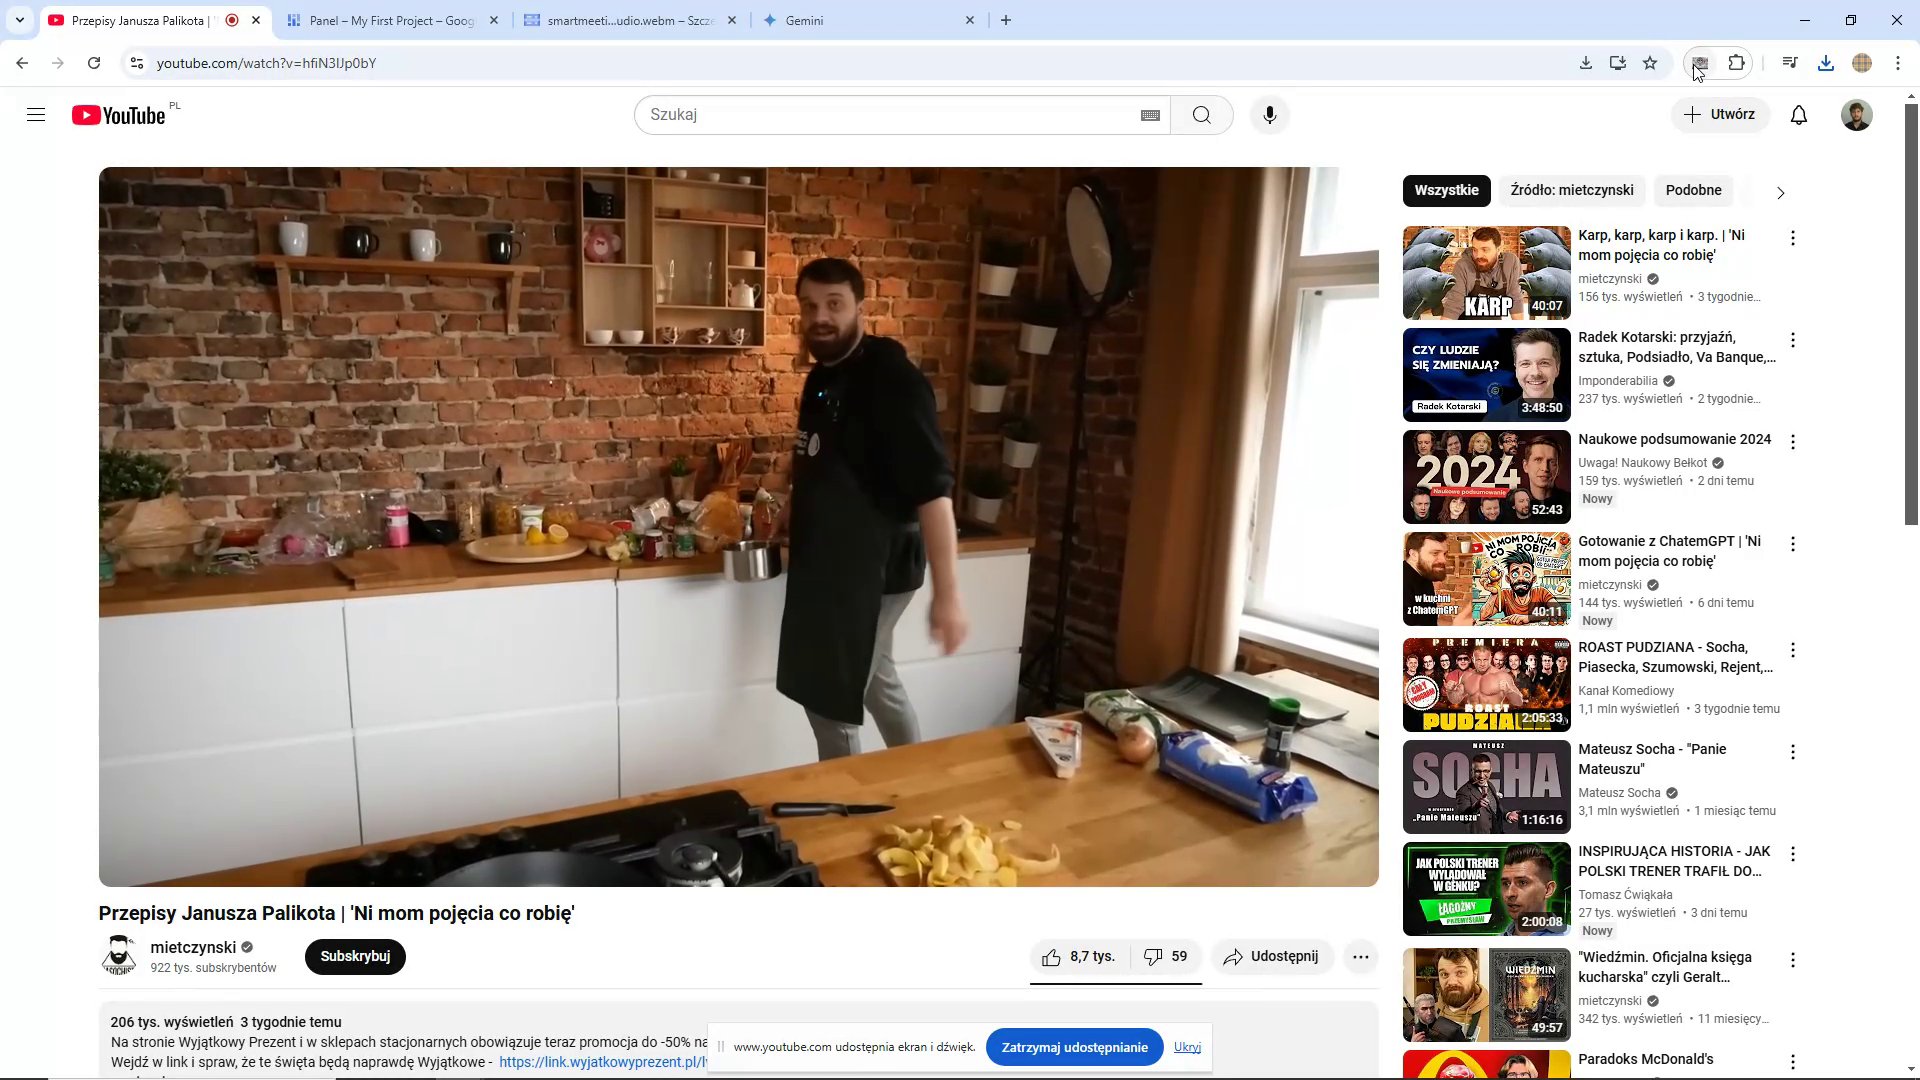 Przepisy Janusza Palikota | '
Panel – My First Project – Goog
smartmeeti...udio.webm – Szcze
Gemini
youtube.com/watch?v=hfiN3IJp0bY
YouTube PL
Szukaj
Utwórz
Wszystkie
Źródło: mietczynski
Podobne
KARP
40:07
Karp, karp, karp i karp. | 'Ni
mom pojęcia co robię'
mietczynski
156 tys. wyświetleń • 3 tygodnie...
CZY LUDZIE
SIĘ ZMIENIAJĄ?
Radek Kotarski
3:48:50
Radek Kotarski: przyjaźń,
sztuka, Podsiadło, Va Banque,...
Imponderabilia
237 tys. wyświetleń • 2 tygodnie...
2024
Naukowe podsumowanie
52:43
Naukowe podsumowanie 2024
Uwaga! Naukowy Bełkot
159 tys. wyświetleń • 2 dni temu
Nowy
NI MOM POJĘCIA
CO ROBIĘ
w kuchni
z ChatemGPT
40:11
Gotowanie z ChatemGPT | 'Ni
mom pojęcia co robię'
mietczynski
144 tys. wyświetleń • 6 dni temu
Nowy
PREMIERA
CAŁY
PROGRAM
ROAST
2:05:33
ROAST PUDZIANA - Socha,
Piasecka, Szumowski, Rejent,...
Kanał Komediowy
1,1 mln wyświetleń • 3 tygodnie temu
MATEUSZ
SOCHA
„Panie Mateuszu”
1:16:16
Mateusz Socha - "Panie
Mateuszu"
Mateusz Socha
3,1 mln wyświetleń • 1 miesiąc temu
JAK POLSKI TRENER
WYLĄDOWAŁ
W GENKU?
ŁAGOŻNY
PRZEMYSŁAW
2:00:08
INSPIRUJĄCA HISTORIA - JAK
POLSKI TRENER TRAFIŁ DO...
Tomasz Ćwiąkała
27 tys. wyświetleń • 3 dni temu
Nowy
WIEDŹMIN
49:57
"Wiedźmin. Oficjalna księga
kucharska" czyli Geralt...
mietczynski
342 tys. wyświetleń • 11 miesięcy...
Paradoks McDonald's
Przepisy Janusza Palikota | 'Ni mom pojęcia co robię'
mietczynski
922 tys. subskrybentów
Subskrybuj
8,7 tys.
59
Udostępnij
206 tys. wyświetleń 3 tygodnie temu
Na stronie Wyjątkowy Prezent i w sklepach stacjonarnych obowiązuje teraz promocja do -50% na
Wejdź w link i spraw, że te święta będą naprawdę Wyjątkowe - https://link.wyjatkowyprezent.pl/
www.youtube.com udostępnia ekran i dźwięk.
Zatrzymaj udostępnianie
Ukryj